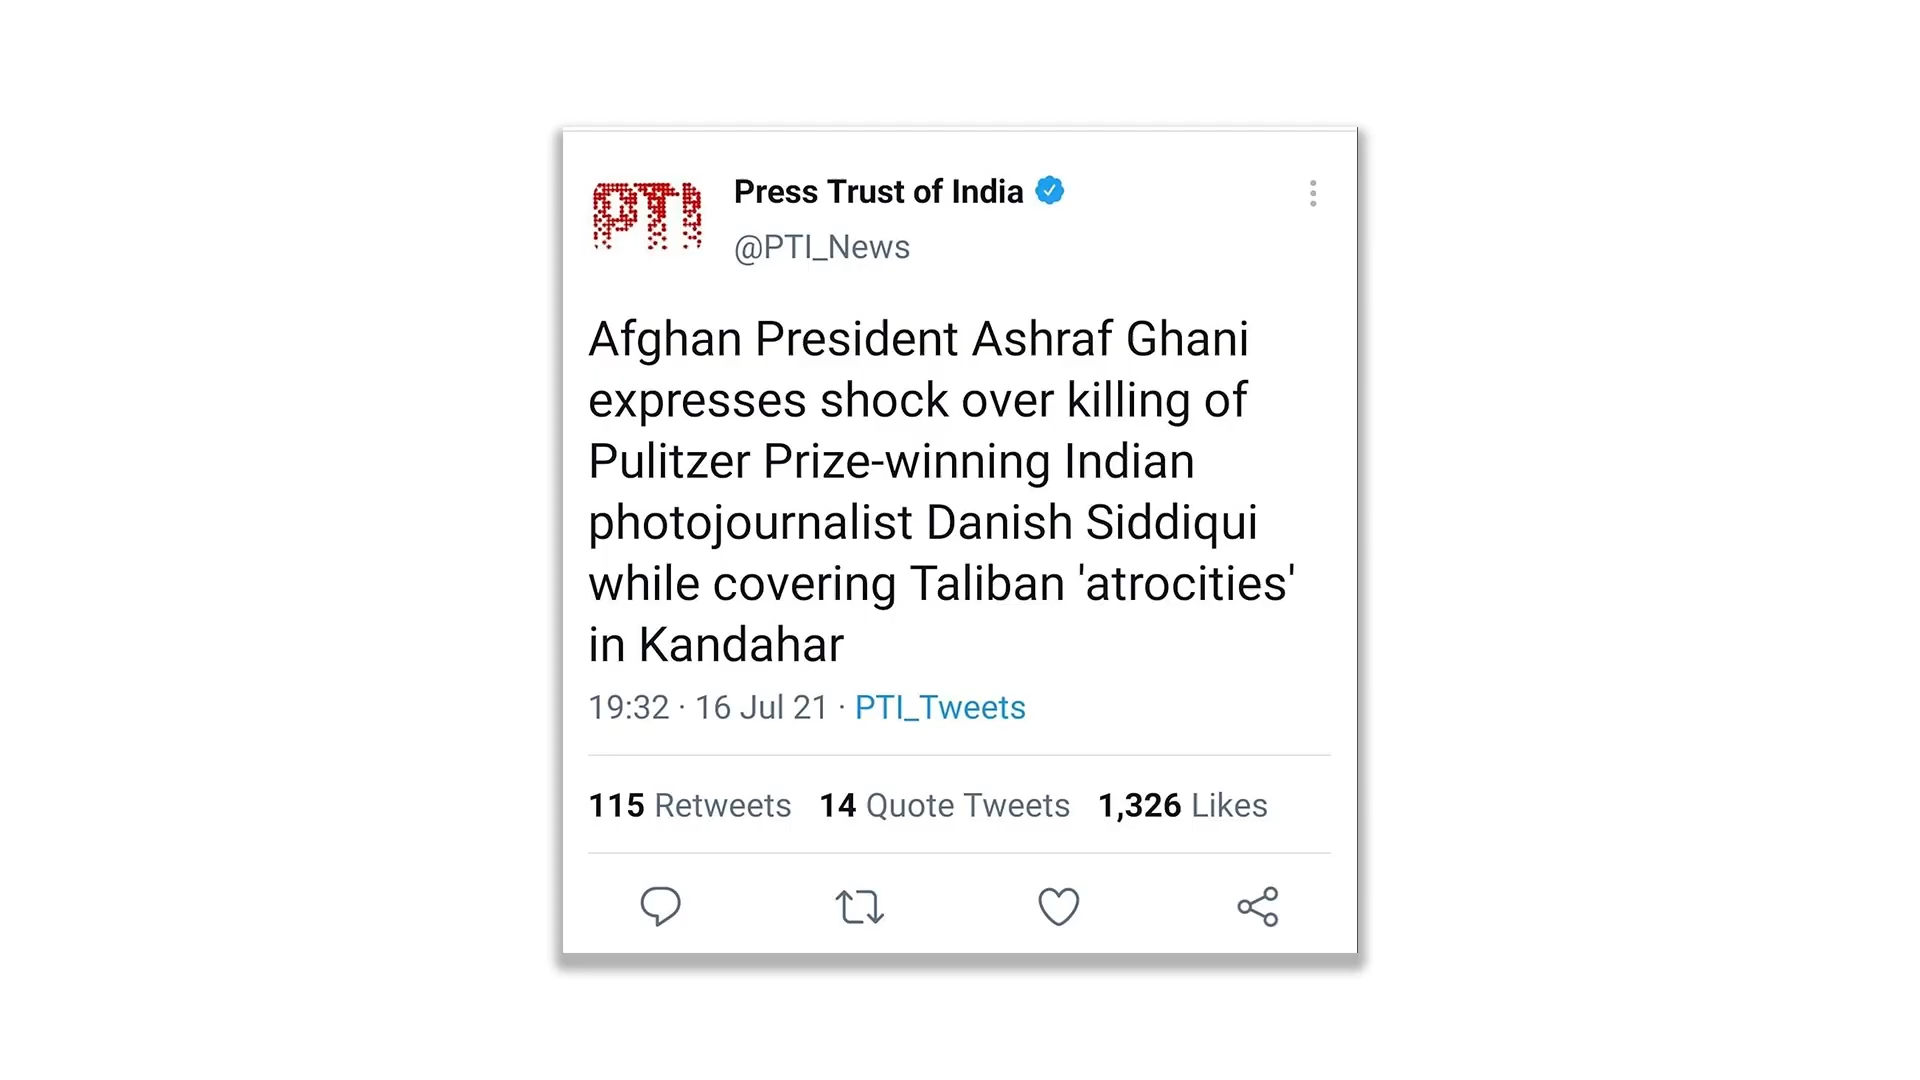 PTI
Press Trust of India
@PTI_News
Afghan President Ashraf Ghani
expresses shock over killing of
Pulitzer Prize-winning Indian
photojournalist Danish Siddiqui
while covering Taliban 'atrocities'
in Kandahar
19:32 · 16 Jul 21 · PTI_Tweets
115 Retweets 14 Quote Tweets 1,326 Likes